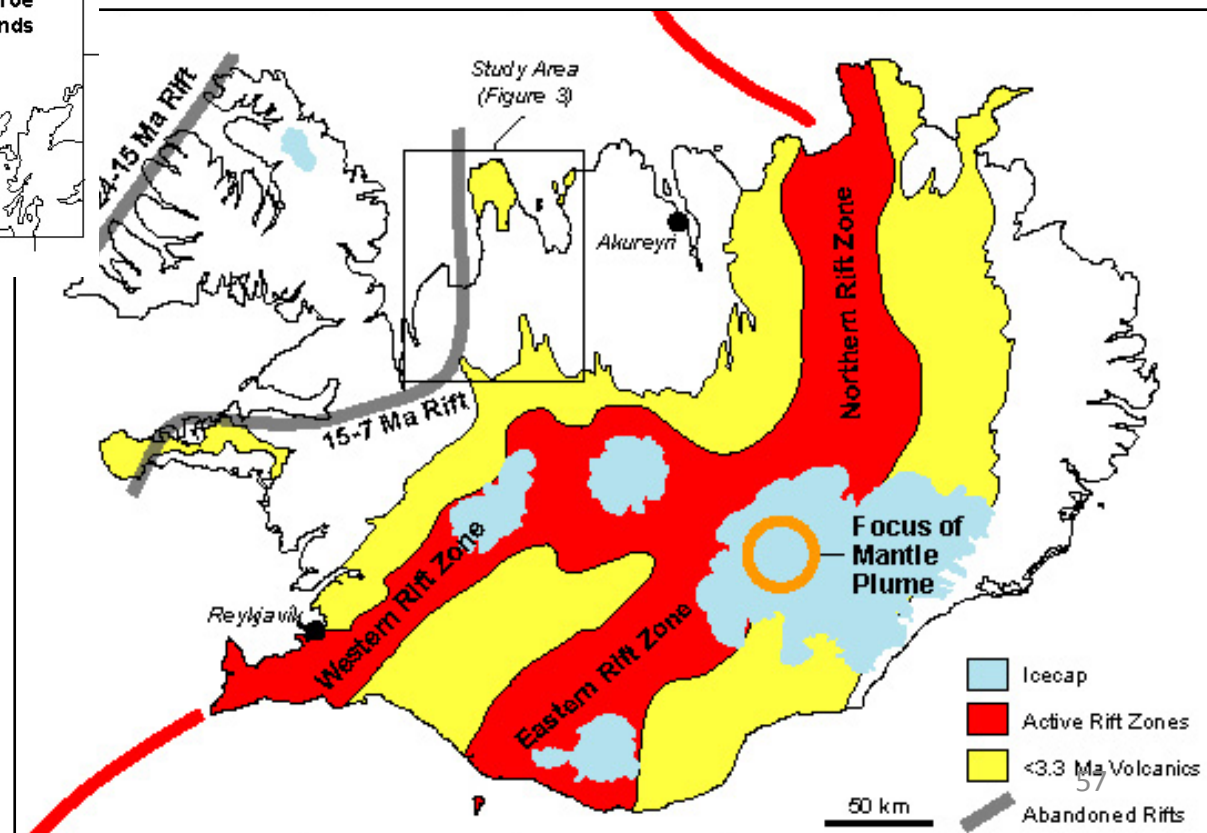 nds
Study Area
(Figure 3)
4-15 Ma Rift
Akureyri
Northern Rift Zone
15-7 Ma Rift
Focus of
Mantle
Plume
Reykjavik
Western Rift Zone
Eastern Rift Zone
Icecap
Active Rift Zones
<3.3 Ma Volcanics
57
50 km
Abandoned Rifts